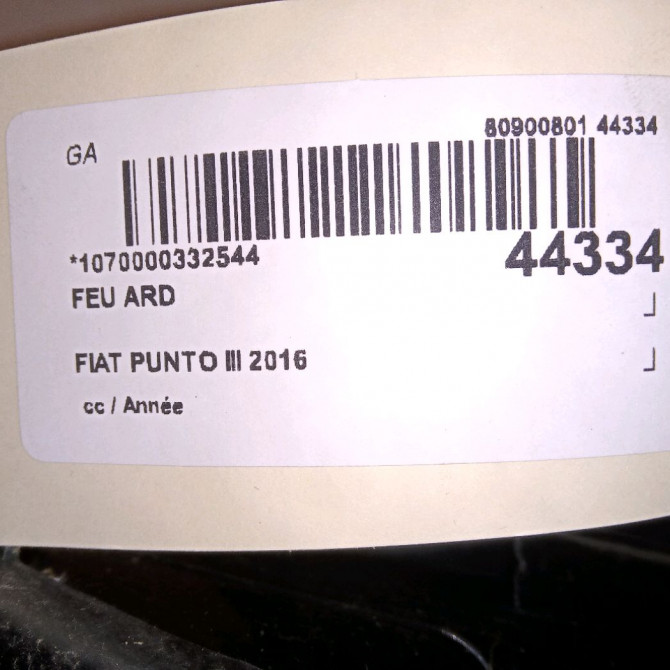 GA
80900801 44334
*1070000332544
44334
FEU ARD
FIAT PUNTO III 2016
cc / Année